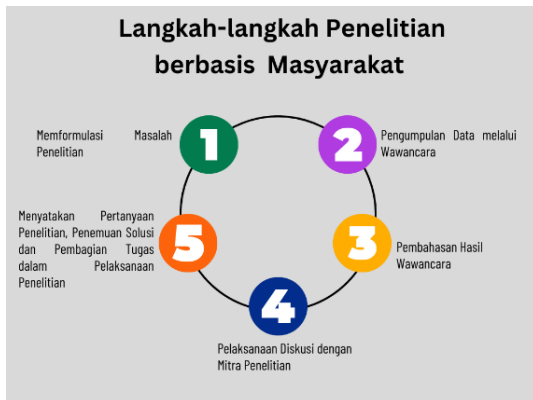 Langkah-langkah Penelitian
berbasis Masyarakat
1
Memformulasi Masalah
Penelitian
2
Pengumpulan Data melalui
Wawancara
3
Pembahasan Hasil
Wawancara
4
Pelaksanaan Diskusi dengan
Mitra Penelitian
5
Menyatakan Pertanyaan
Penelitian, Penemuan Solusi
dan Pembagian Tugas
dalam Pelaksanaan
Penelitian